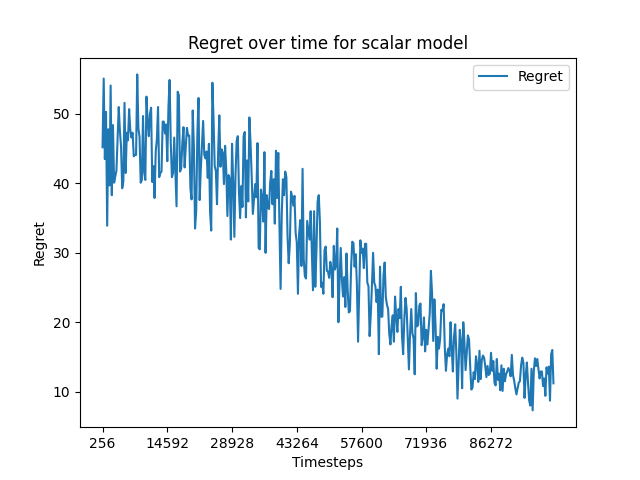 Regret over time for scalar model
Regret
50
40
30
20
10
Regret
256 14592 28928 43264 57600 71936 86272
Timesteps